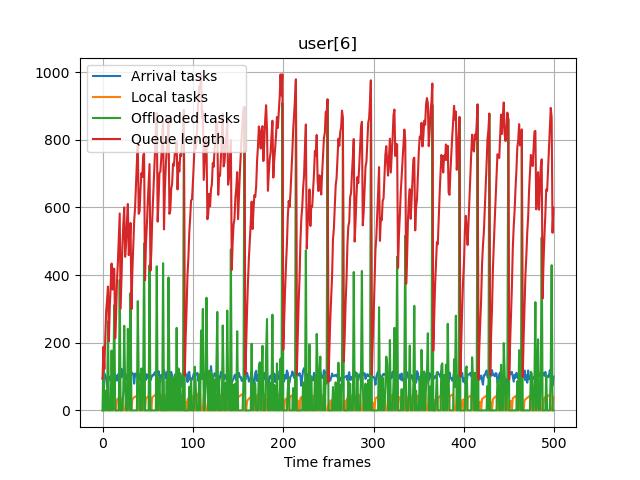 user[6]
Arrival tasks
Local tasks
Offloaded tasks
Queue length
1000
800
600
400
200
0
0 100 200 300 400 500
Time frames